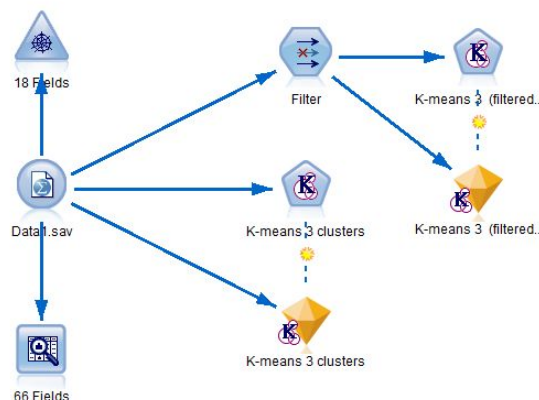 18 Fields
Filter
K-means 3 (filtered...
K
Data1.sav
K
K-means 3 clusters
K
K-means 3 (filtered...
K
K-means 3 clusters
66 Fields